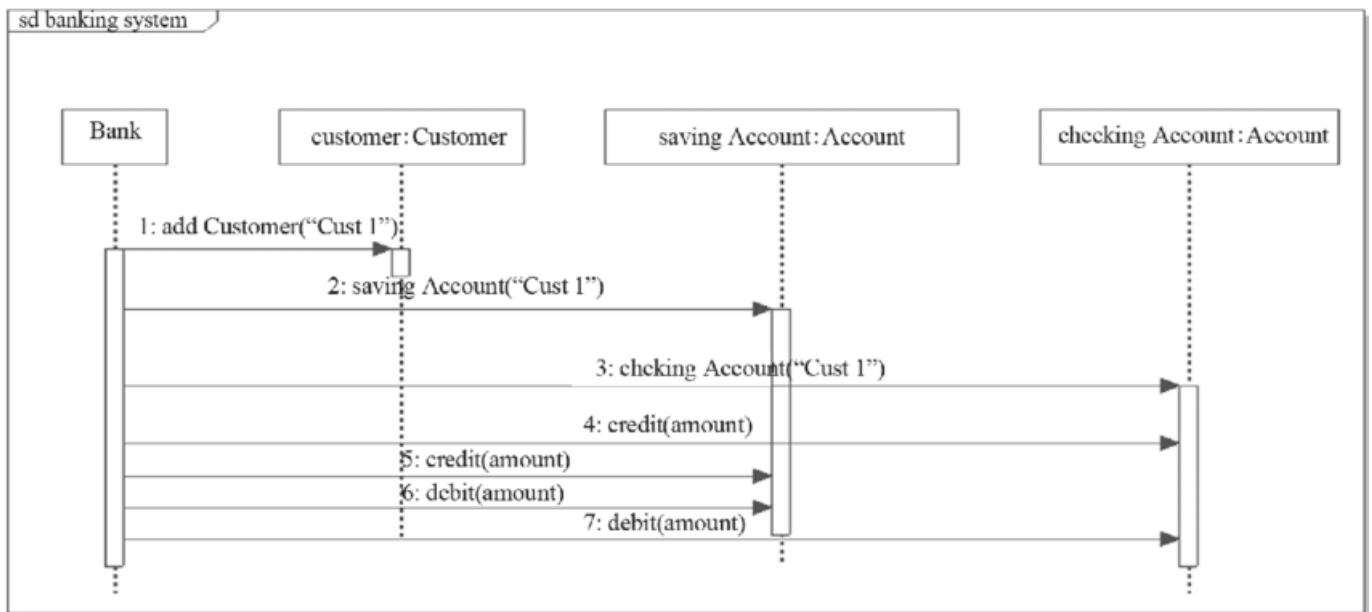 sd banking system
Bank
customer:Customer
saving Account:Account
checking Account:Account
1: add Customer(“Cust 1”)
2: saving Account(“Cust 1”)
3: chcking Account(“Cust 1”)
4: credit(amount)
5: credit(amount)
6: debit(amount)
7: debit(amount)